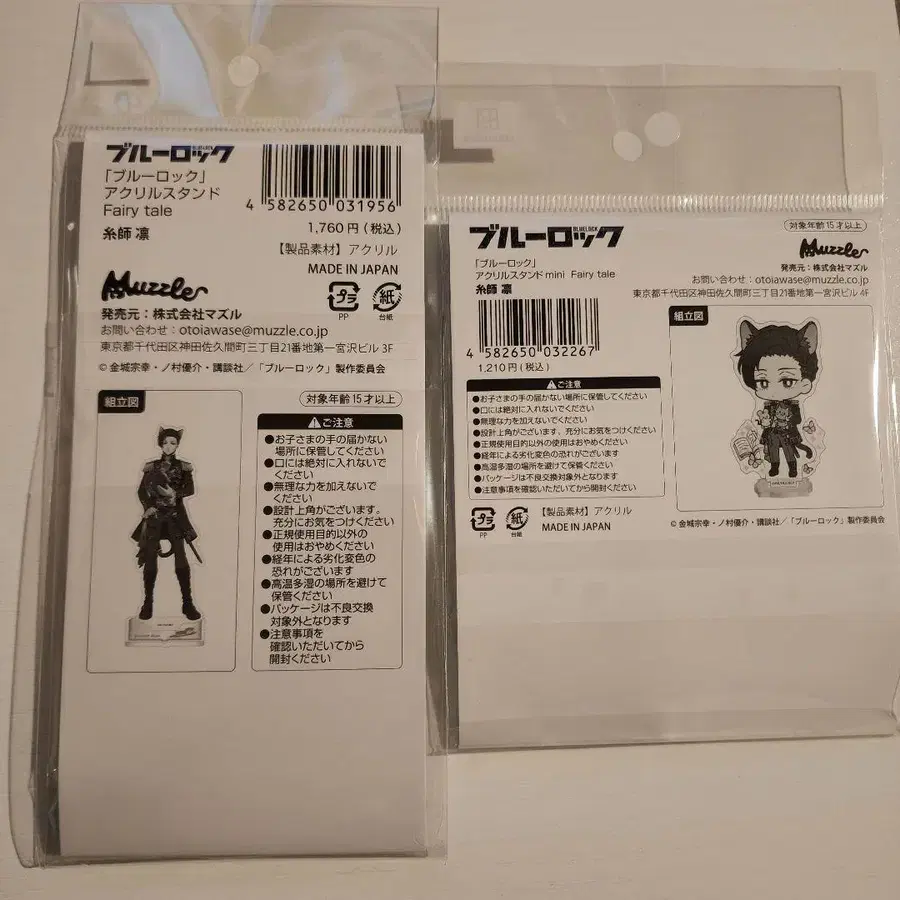 ブルーロック
BLUELOCK
「ブルーロック」
アクリルスタンド
Fairy tale
糸師 凛
4 582650 031956
1,760円(税込)
【製品素材】アクリル
MADE IN JAPAN
プラ
PP
紙
台紙
Muzzle
発売元:株式会社マズル
お問い合わせ:otoiawase@muzzle.co.jp
東京都千代田区神田佐久間町三丁目21番地第一宮沢ビル 3F
©金城宗幸・ノ村優介・講談社/「ブルーロック」製作委員会
組立図
対象年齢15才以上
ご注意
●お子さまの手の届かない
場所に保管してください
●口には絶対に入れないで
ください
●無理な力を加えないで
ください
●設計上角がございます。
充分にお気をつけください
●正規使用目的以外の
使用はおやめください
●経年による劣化変色の
恐れがございます
●高温多湿の場所を避けて
保管ください
●パッケージは不良交換
対象外となります
●注意事項を
確認いただいてから
開封ください
ブルーロック
BLUELOCK
「ブルーロック」
アクリルスタンドmini Fairy tale
糸師 凛
4 582650 032267
1,210円(税込)
対象年齢15才以上
Muzzle
発売元:株式会社マズル
お問い合わせ:otoiawase@muzzle.co.jp
東京都千代田区神田佐久間町三丁目21番地第一宮沢ビル 4F
ご注意
●お子さまの手の届かない場所に保管してください
●口には絶対に入れないでください
●無理な力を加えないでください
●設計上角がございます、充分にお気をつけください
●正規使用目的以外の使用はおやめください
●経年による劣化変色の恐れがございます
●高温多湿の場所を避けて保管ください
●パッケージは不良交換対象外となります
●注意事項を確認いただいてから開封ください
プラ
PP
紙
台紙
【製品素材】アクリル
MADE IN JAPAN
組立図
©金城宗幸・ノ村優介・講談社/「ブルーロック」製作委員会